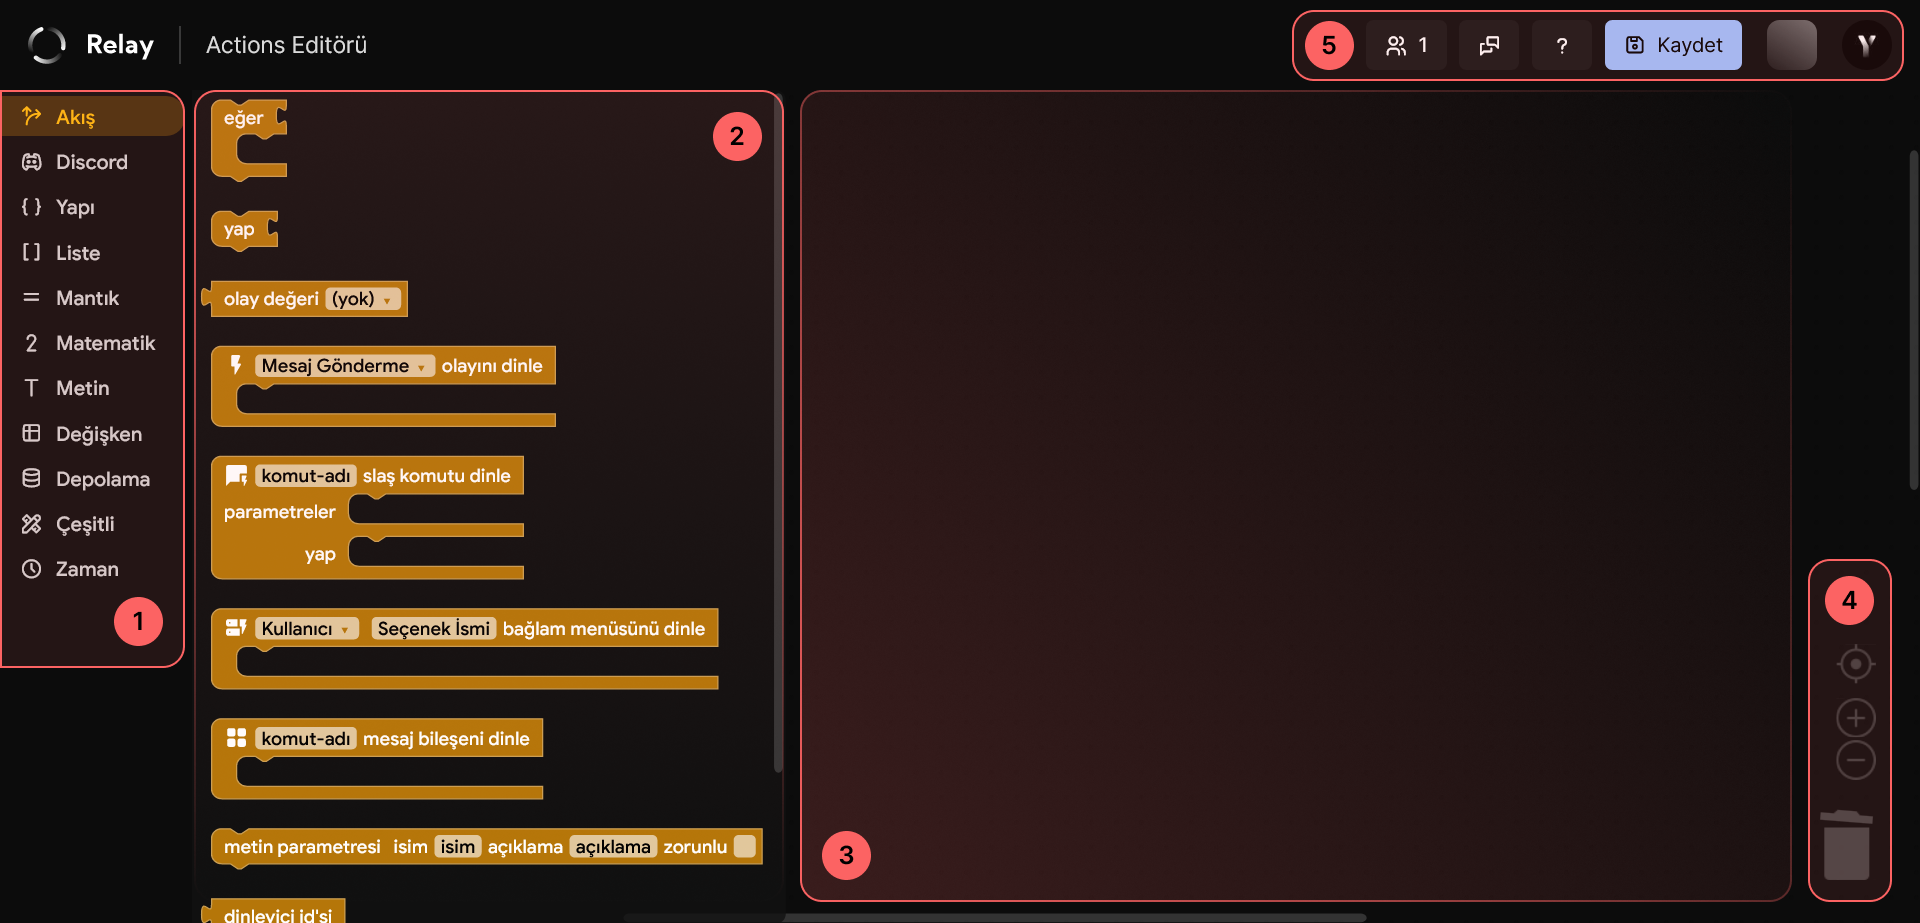 Relay
Actions Editörü
5
1
?
Kaydet
Akış
Discord
Yapı
Liste
Mantık
Matematik
Metin
Değişken
Depolama
Çeşitli
Zaman
1
2
eğer
yap
olay değeri (yok)
Mesaj Gönderme olayını dinle
komut-adı slaş komutu dinle
parametreler
yap
Kullanıcı Seçenek İsmi bağlam menüsünü dinle
komut-adı mesaj bileşeni dinle
metin parametresi isim isim açıklama açıklama zorunlu
dinleyici id'si
3
4